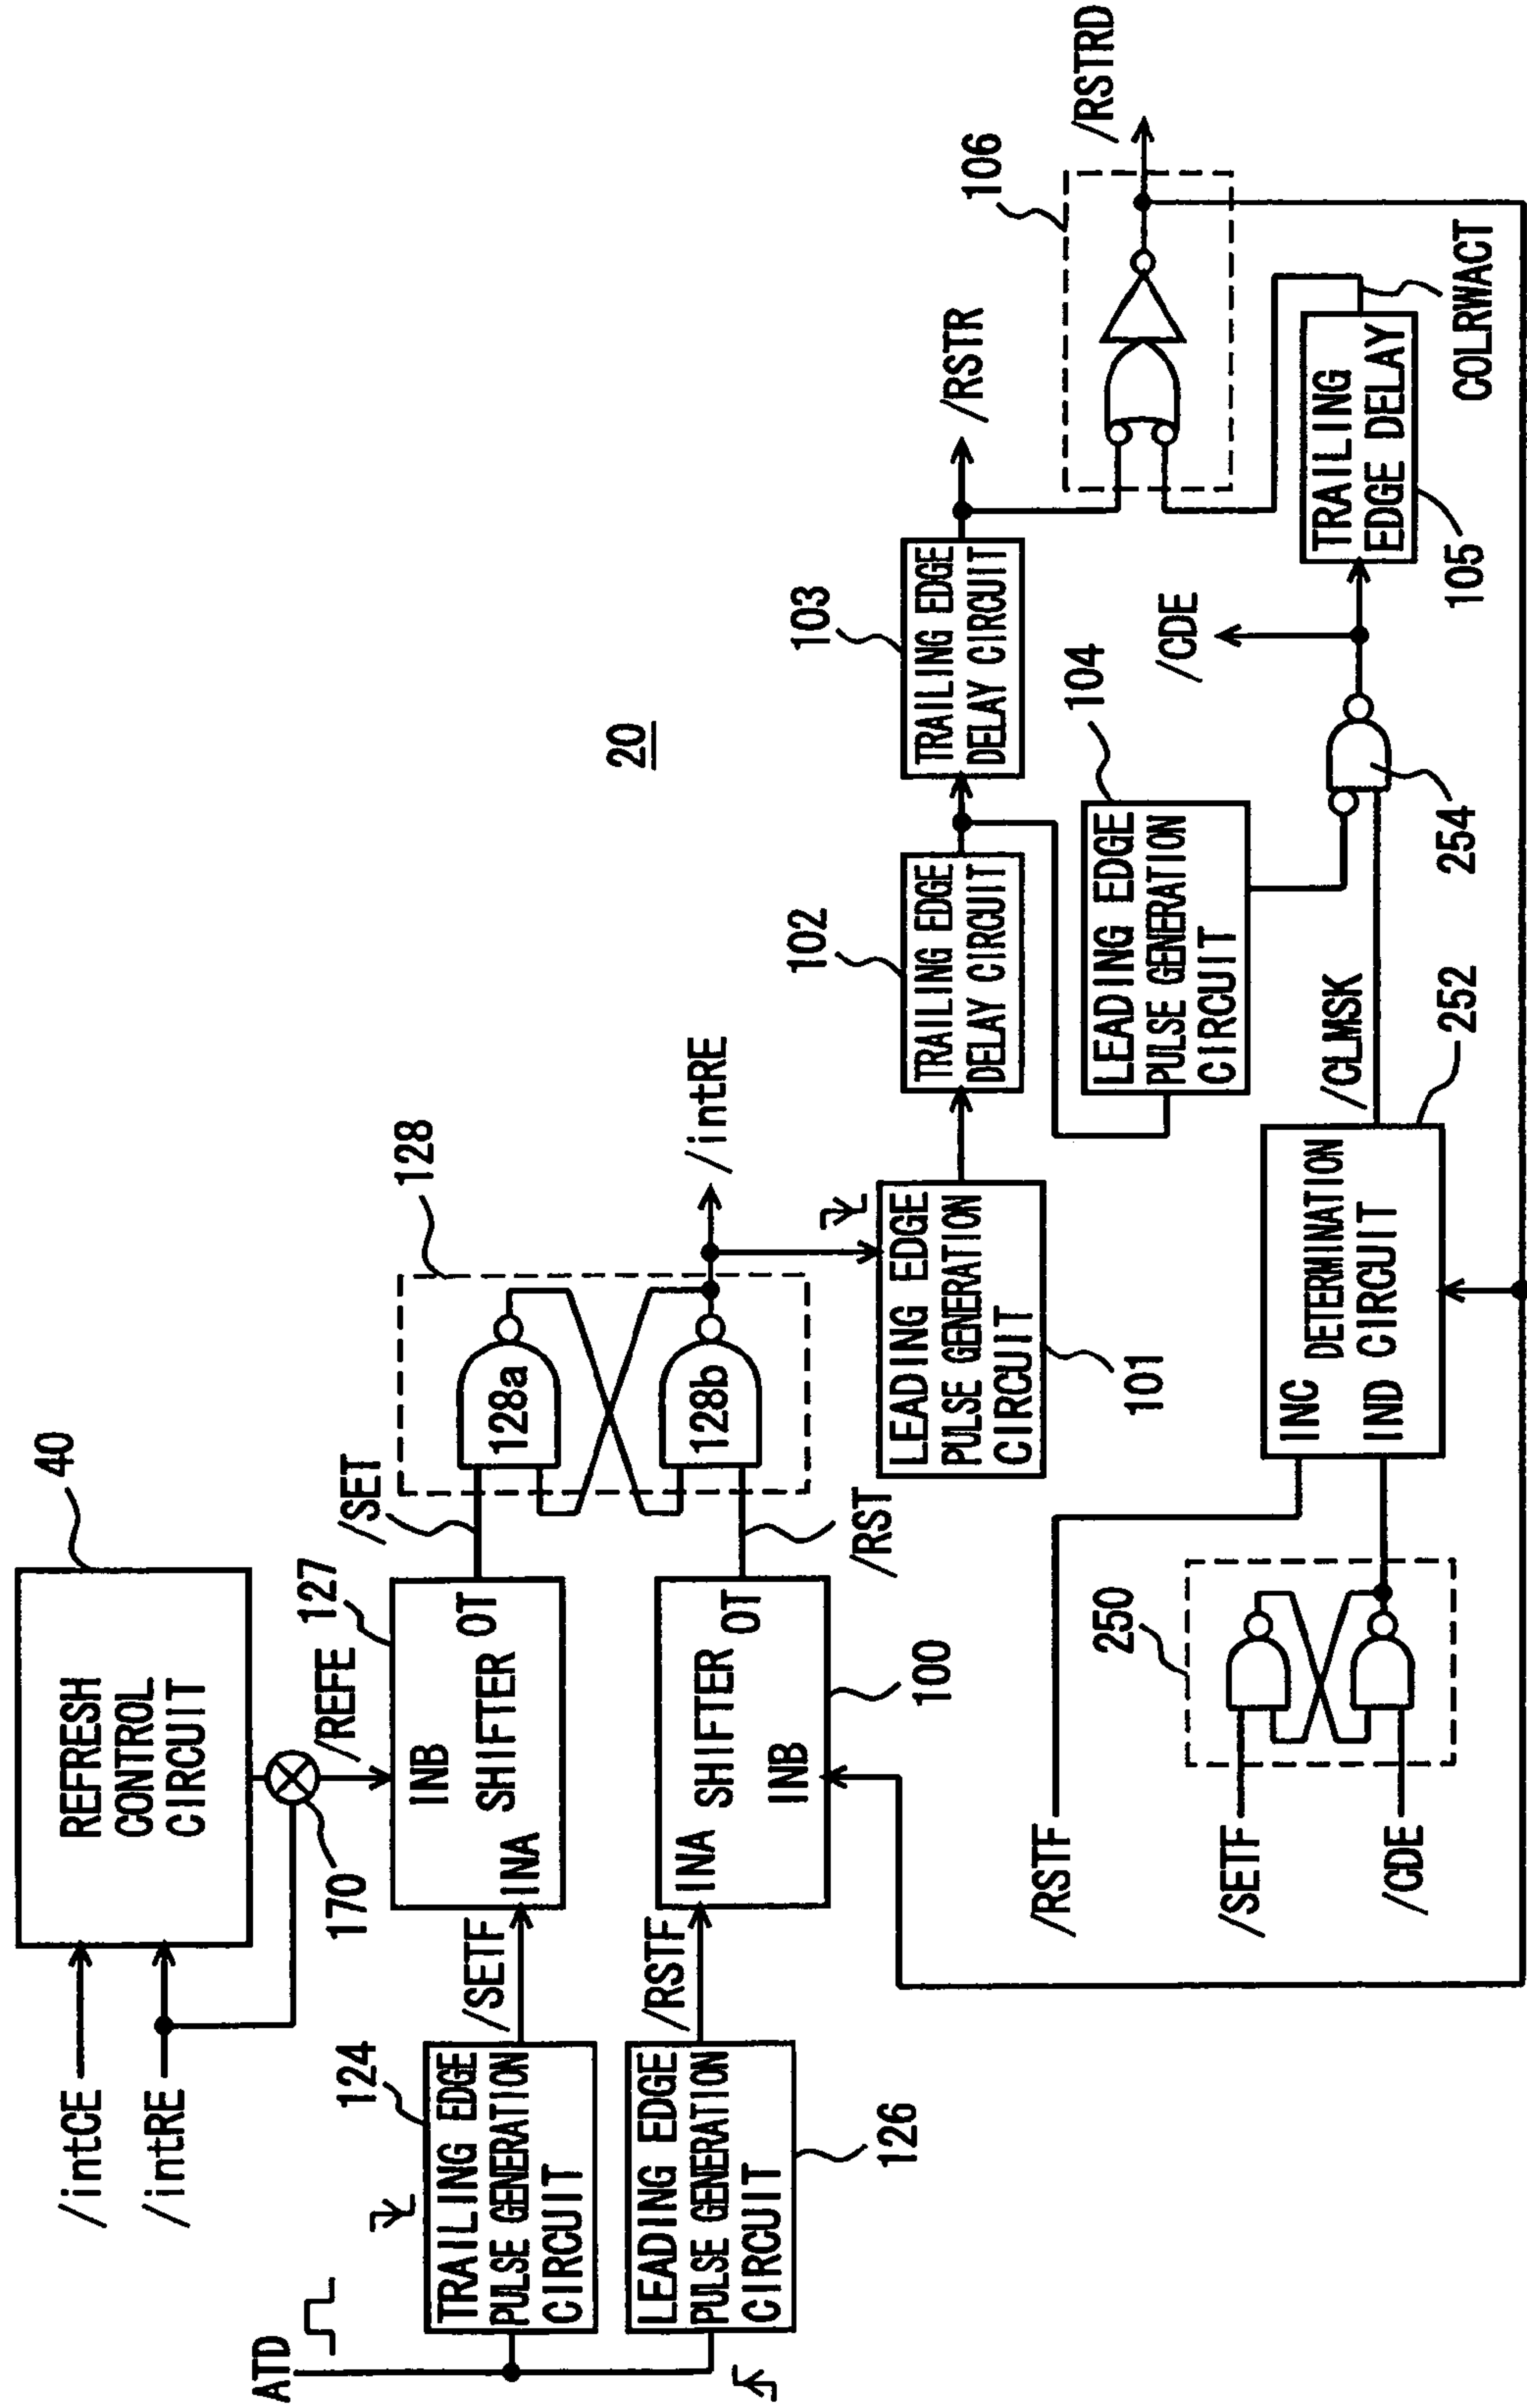 /intCE
/intRE
REFRESH
CONTROL
CIRCUIT
40
170
/REFE
127
ATD
124
TRAILING EDGE
PULSE GENERATION
CIRCUIT
/SETF
INB
SHIFTER
INA
OT
/SET
128
128a
128b
/intRE
126
LEADING EDGE
PULSE GENERATION
CIRCUIT
/RSTF
INA
SHIFTER
OT
INB
100
/RST
20
LEADING EDGE
PULSE GENERATION
CIRCUIT
101
102
TRAILING EDGE
DELAY CIRCUIT
103
TRAILING EDGE
DELAY CIRCUIT
/RSTR
106
/RSTRD
104
LEADING EDGE
PULSE GENERATION
CIRCUIT
/CDE
254
TRAILING
EDGE DELAY
105
COLRWACT
/RSTF
/SETF
/CDE
250
INC
DETERMINATION
IND CIRCUIT
/CLMSK
252